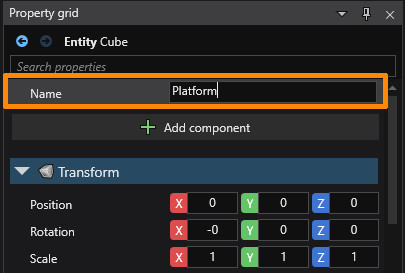 Property grid
Entity Cube
Search properties
Name Platform
Add component
Transform
Position X 0 Y 0 Z 0
Rotation X -0 Y 0 Z 0
Scale X 1 Y 1 Z 1